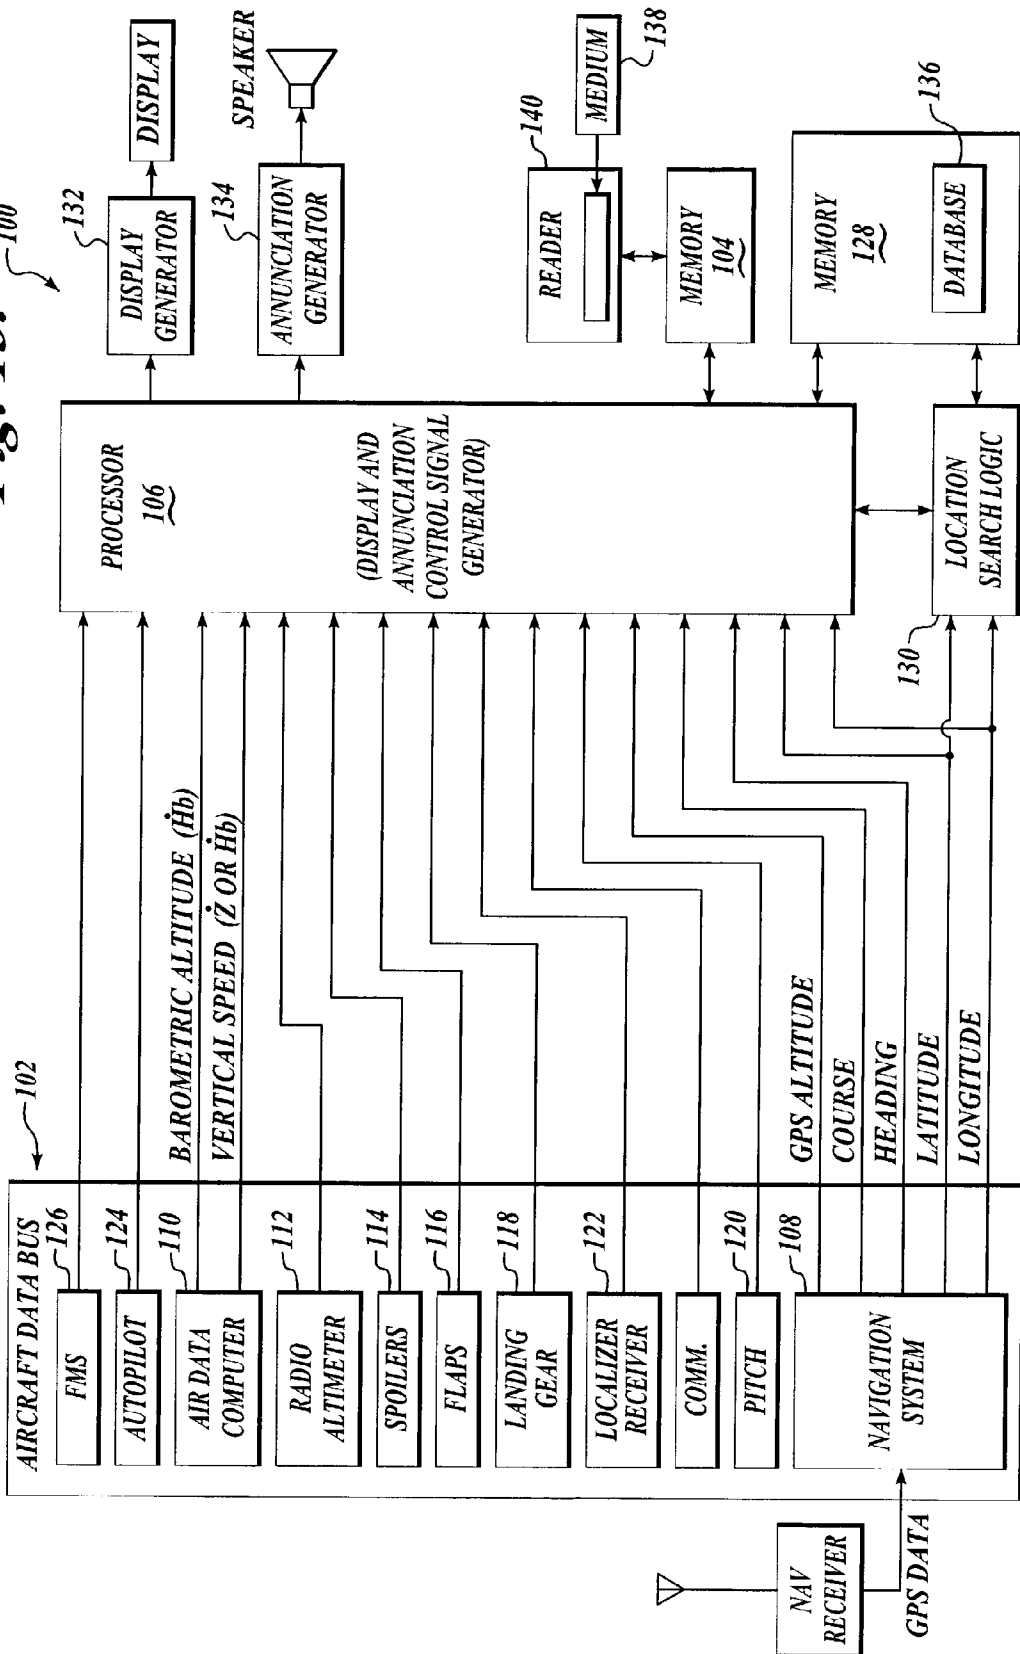 Fig. 15.
100
AIRCRAFT DATA BUS
102
FMS
126
AUTOPILOT
124
AIR DATA
COMPUTER
110
BAROMETRIC ALTITUDE (Ḣb)
VERTICAL SPEED (Ż OR Ḣb)
RADIO
ALTIMETER
112
SPOILERS
114
FLAPS
116
LANDING
GEAR
118
LOCALIZER
RECEIVER
122
COMM.
PITCH
120
NAVIGATION
SYSTEM
108
GPS ALTITUDE
COURSE
HEADING
LATITUDE
LONGITUDE
NAV
RECEIVER
GPS DATA
PROCESSOR
106
(DISPLAY AND
ANNUNCIATION
CONTROL SIGNAL
GENERATOR)
LOCATION
SEARCH LOGIC
130
DISPLAY
GENERATOR
132
DISPLAY
ANNUNCIATION
GENERATOR
134
SPEAKER
READER
140
MEDIUM
138
MEMORY
104
MEMORY
128
DATABASE
136